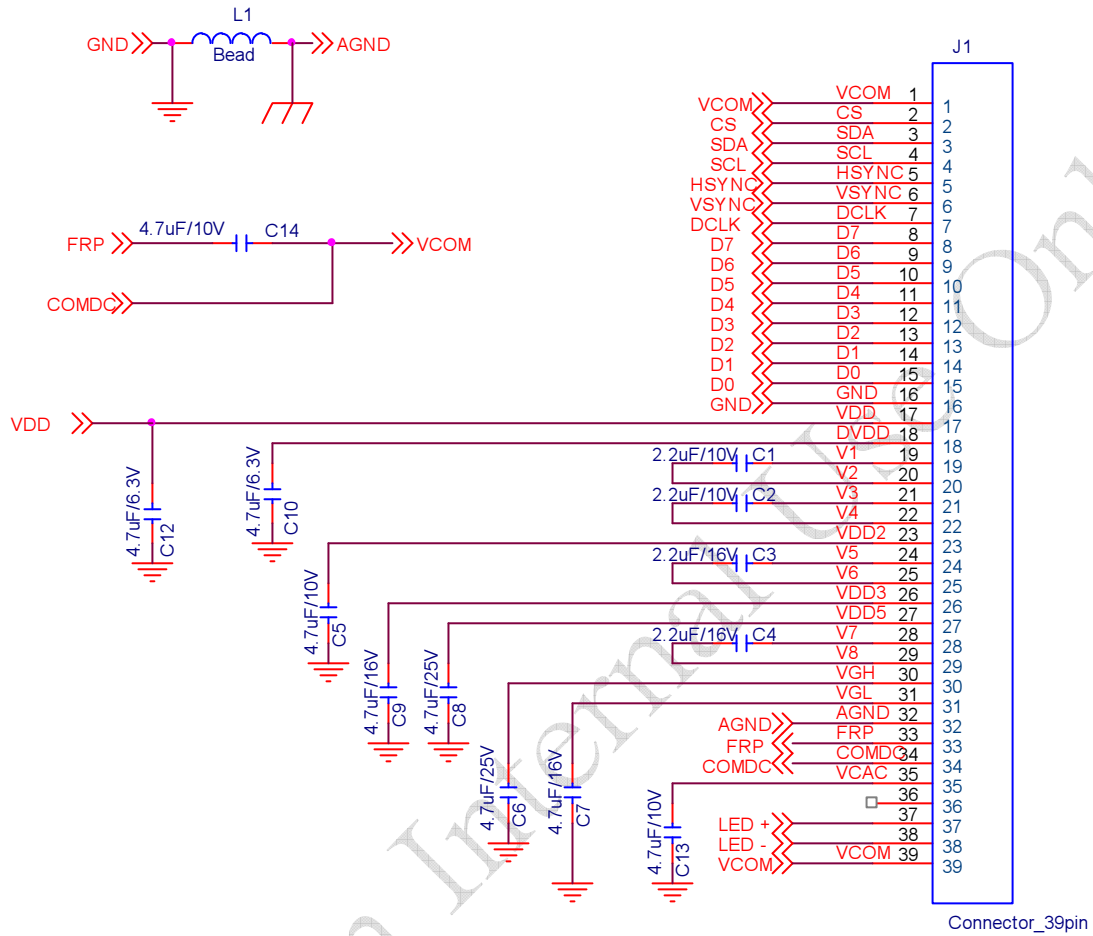 L1
GND
AGND
Bead
J1
VCOM VCOM 1 1
CS CS 2 2
SDA SDA 3 3
SCL SCL 4 4
HSYNC HSYNC 5 5
VSYNC VSYNC 6 6
DCLK DCLK 7 7
D7 D7 8 8
D6 D6 9 9
D5 D5 10 10
D4 D4 11 11
D3 D3 12 12
D2 D2 13 13
D1 D1 14 14
D0 D0 15 15
GND GND 16 16
4.7uF/10V C14
FRP VCOM
COMDC
VDD VDD 17 17
DVDD 18 18
2.2uF/10V C1 V1 19 19
V2 20 20
2.2uF/10V C2 V3 21 21
V4 22 22
VDD2 23 23
2.2uF/16V C3 V5 24 24
V6 25 25
VDD3 26 26
VDD5 27 27
2.2uF/16V C4 V7 28 28
V8 29 29
VGH 30 30
VGL 31 31
AGND AGND 32 32
FRP FRP 33 33
COMDC COMDC 34 34
VCAC 35 35
36 36
LED + 37 37
LED - 38 38
VCOM VCOM 39 39
4.7uF/6.3V C12
4.7uF/6.3V C10
4.7uF/10V C5
4.7uF/16V C9
4.7uF/25V C8
4.7uF/25V C6
4.7uF/16V C7
4.7uF/10V C13
Connector_39pin
Internal Use